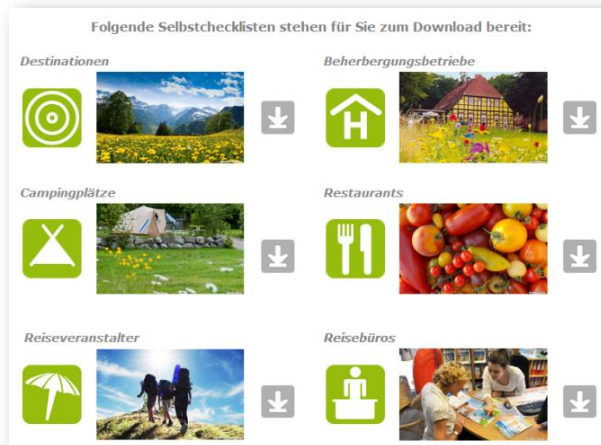 Folgende Selbstchecklisten stehen für Sie zum Download bereit:
Destinationen
Beherbergungsbetriebe
H
Campingplätze
Restaurants
Reiseveranstalter
Reisebüros